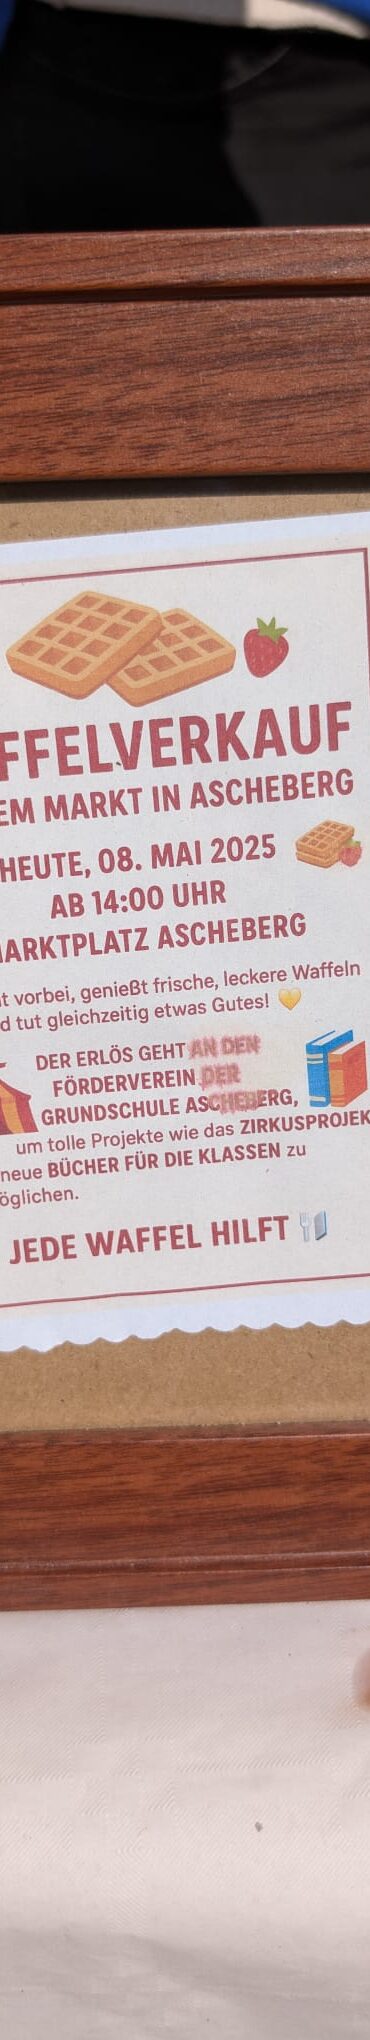 FFELVERKAUF
EM MARKT IN ASCHEBERG
HEUTE, 08. MAI 2025
AB 14:00 UHR
MARKTPLATZ ASCHEBERG
t vorbei, genießt frische, leckere Waffeln
d tut gleichzeitig etwas Gutes!
DER ERLÖS GEHT AN DEN
FÖRDERVEREIN DER
GRUNDSCHULE ASCHEBERG,
um tolle Projekte wie das ZIRKUSPROJEK
neue BÜCHER FÜR DIE KLASSEN zu
öglichen.
JEDE WAFFEL HILFT